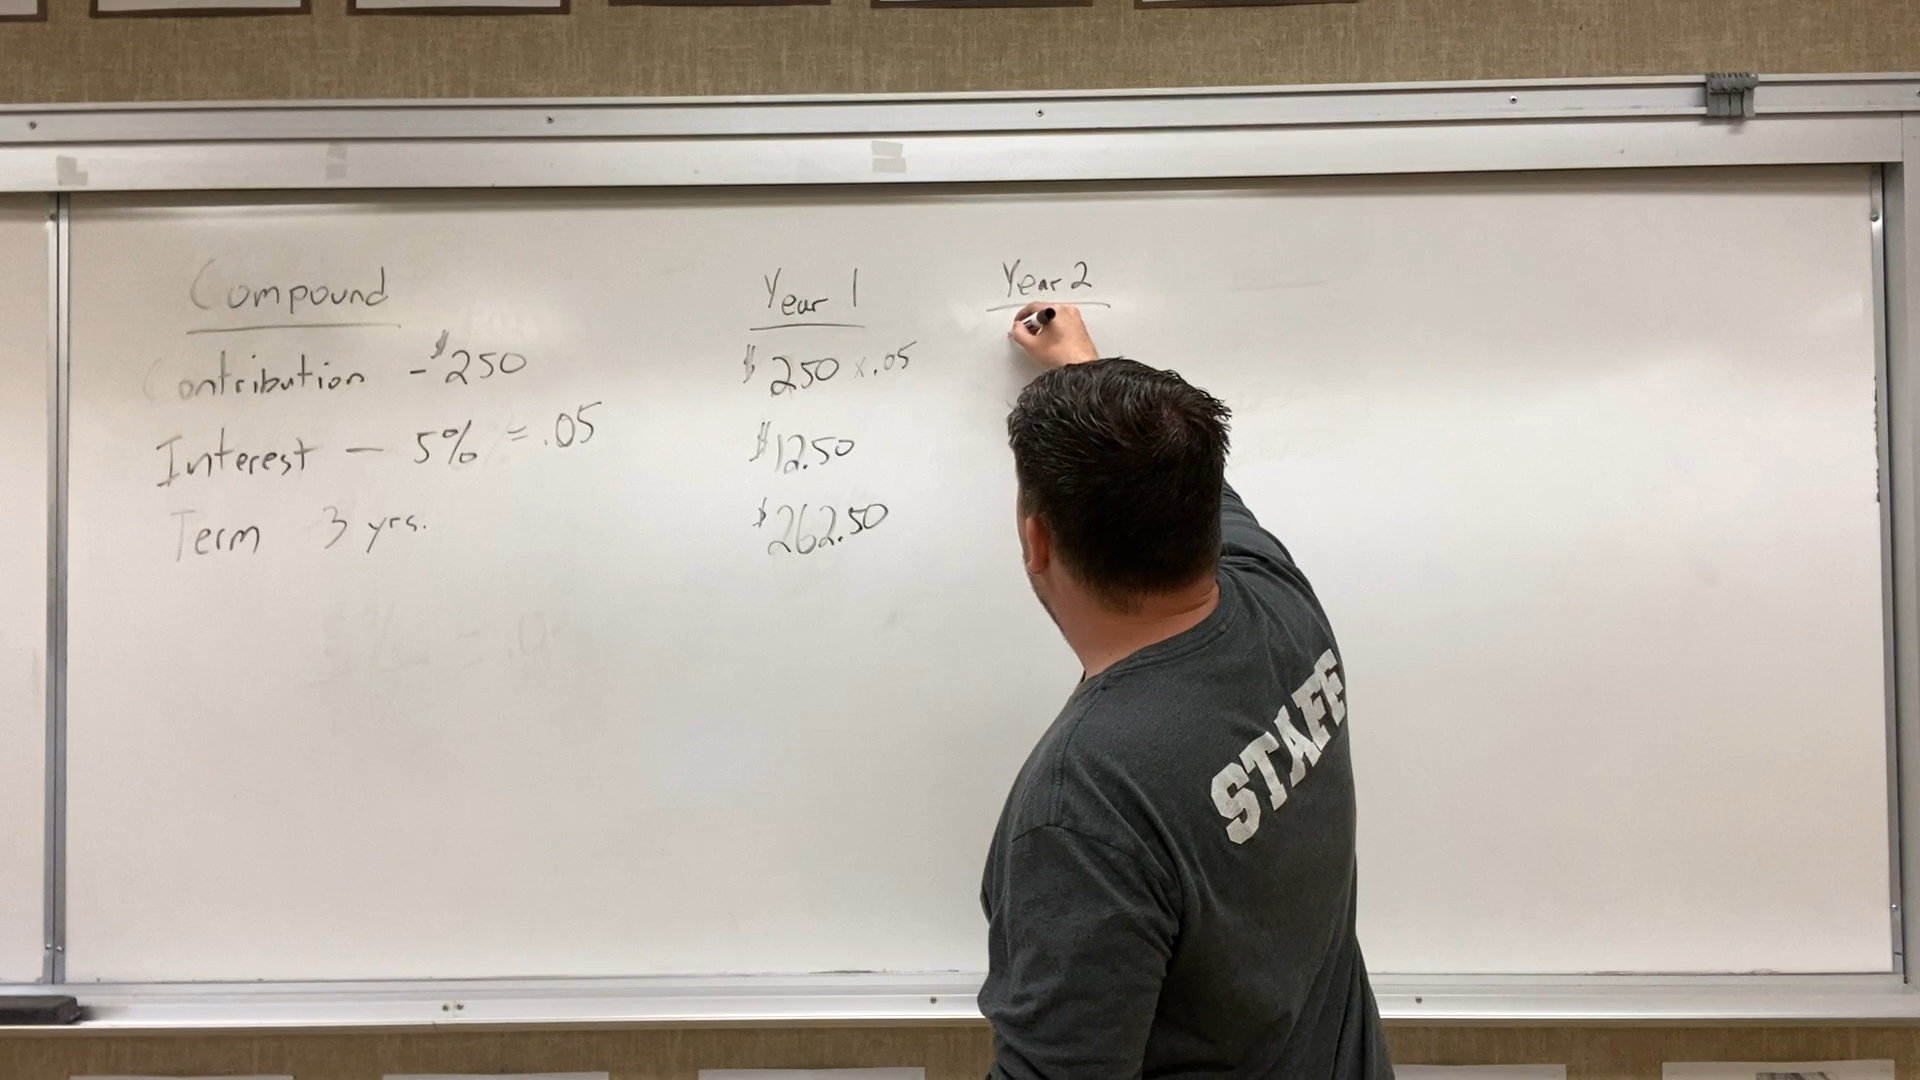 Compound
Contribution - $250
Interest — 5% = .05
Term 3 yrs.
Year 1
$250 x .05
$12.50
$262.50
Year 2
STAFF